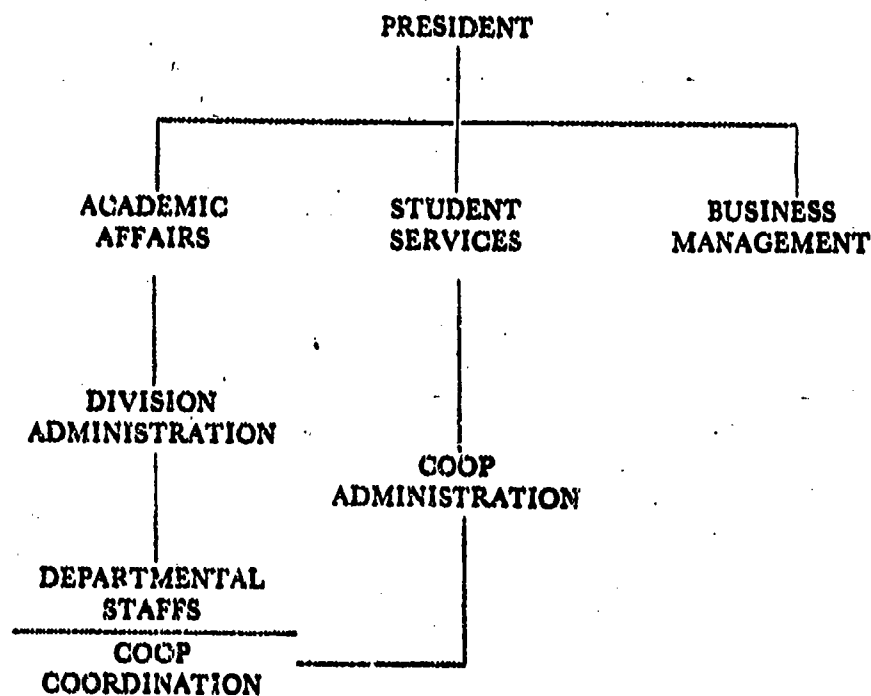 PRESIDENT
ACADEMIC
AFFAIRS
STUDENT
SERVICES
BUSINESS
MANAGEMENT
DIVISION
ADMINISTRATION
COOP
ADMINISTRATION
DEPARTMENTAL
STAFFS
COOP
COORDINATION